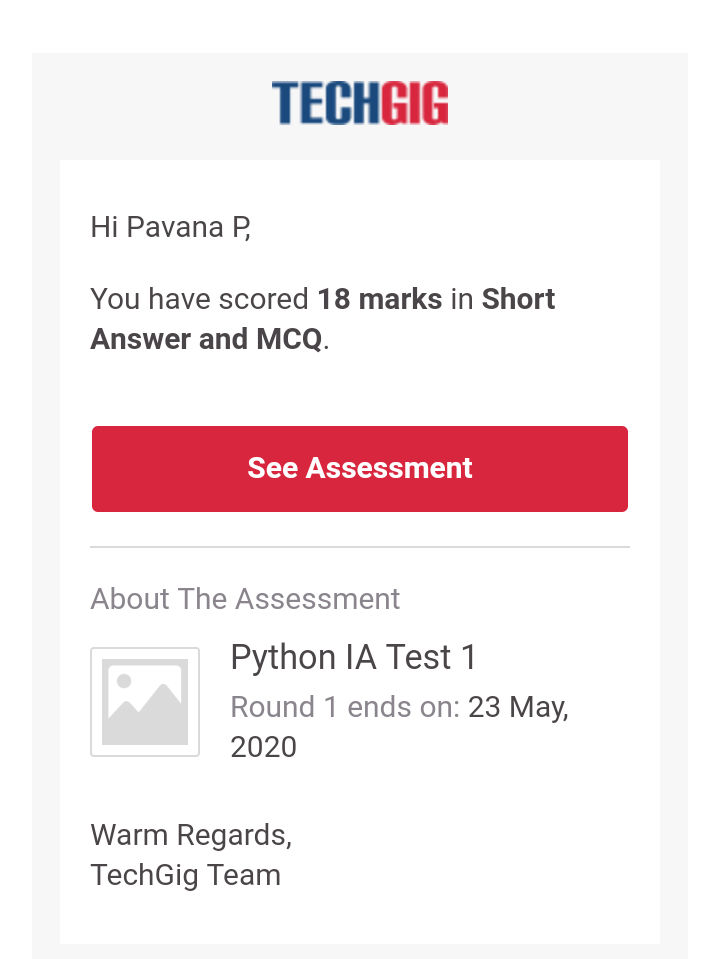 TECHGIG
Hi Pavana P,
You have scored 18 marks in Short
Answer and MCQ.
See Assessment
About The Assessment
Python IA Test 1
Round 1 ends on: 23 May,
2020
Warm Regards,
TechGig Team